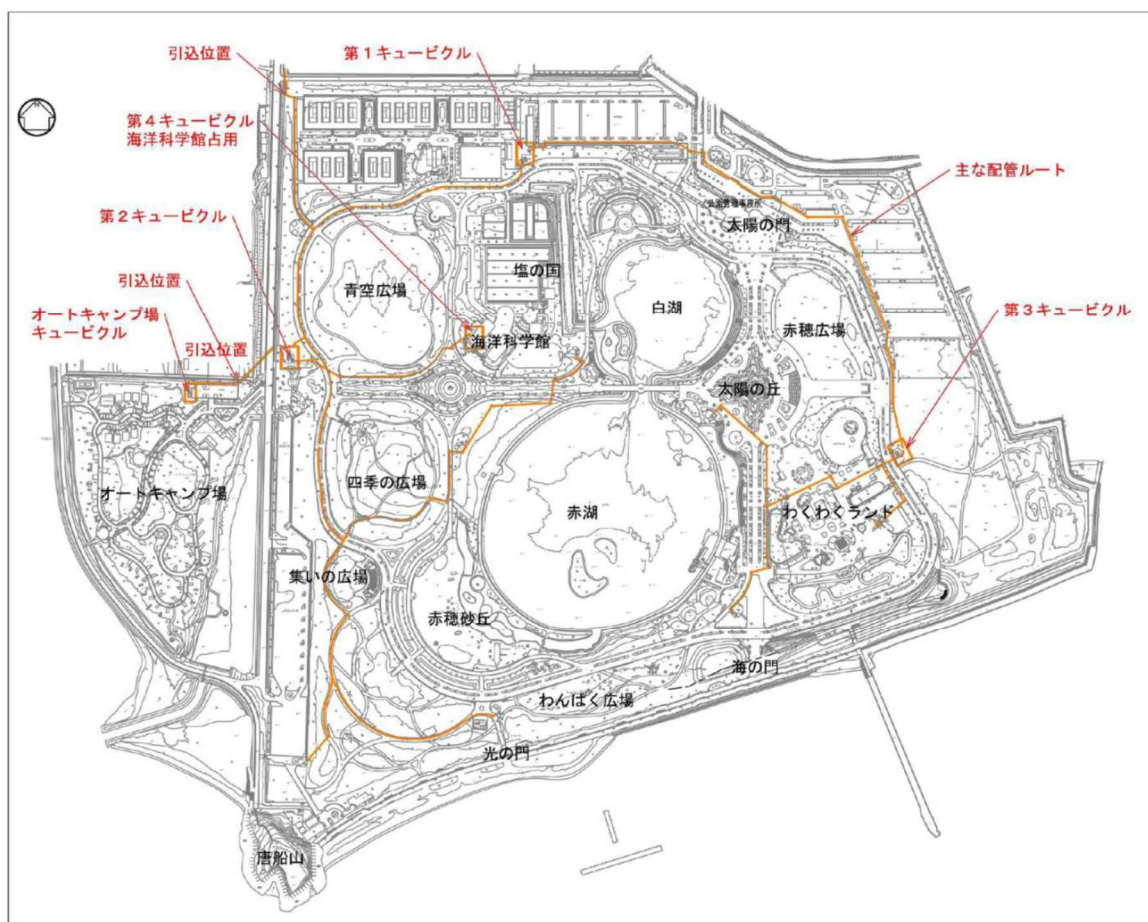 引込位置
第1キュービクル
第4キュービクル
海洋科学館占用
主な配管ルート
公園管理事務所
太陽の門
第2キュービクル
塩の国
引込位置
青空広場
白湖
赤穂広場
第3キュービクル
オートキャンプ場
キュービクル
引込位置
海洋科学館
太陽の丘
四季の広場
オートキャンプ場
赤湖
わくわくランド
集いの広場
赤穂砂丘
海の門
わんぱく広場
光の門
唐船山